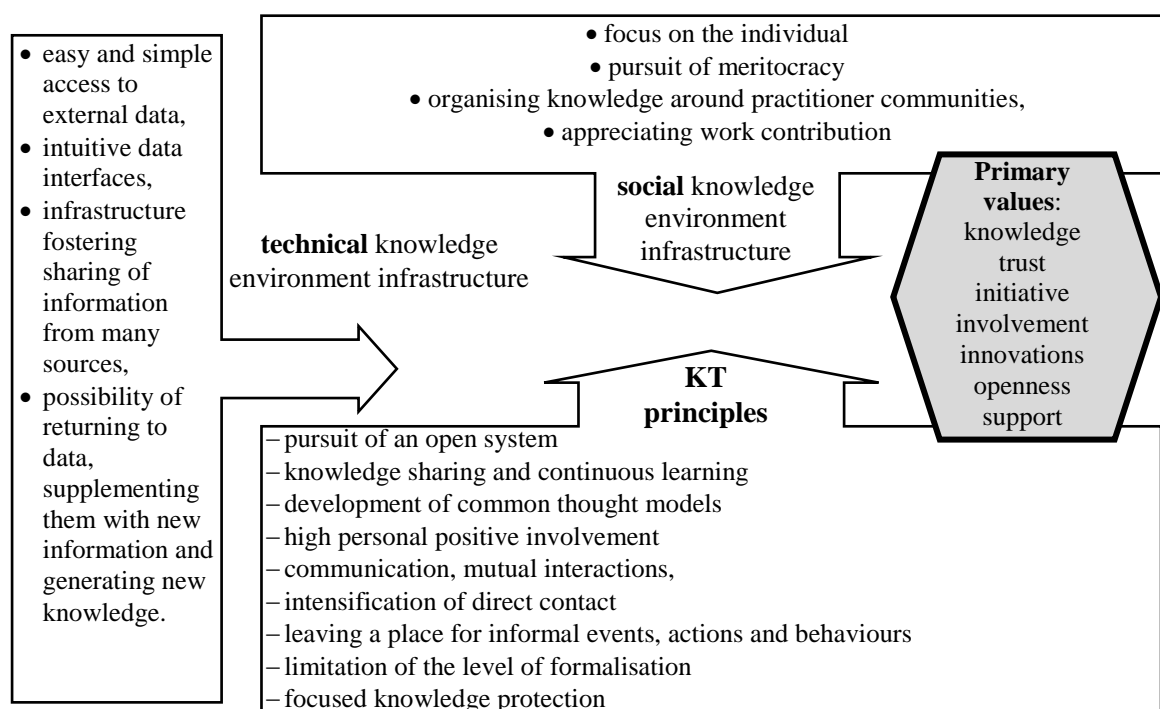 • easy and simple
access to
external data,
• intuitive data
interfaces,
• infrastructure
fostering
sharing of
information
from many
sources,
• possibility of
returning to
data,
supplementing
them with new
information and
generating new
knowledge.
• focus on the individual
• pursuit of meritocracy
• organising knowledge around practitioner communities,
• appreciating work contribution
social knowledge
environment
infrastructure
technical knowledge
environment infrastructure
Primary
values:
knowledge
trust
initiative
involvement
innovations
openness
support
KT
principles
– pursuit of an open system
– knowledge sharing and continuous learning
– development of common thought models
– high personal positive involvement
– communication, mutual interactions,
– intensification of direct contact
– leaving a place for informal events, actions and behaviours
– limitation of the level of formalisation
– focused knowledge protection